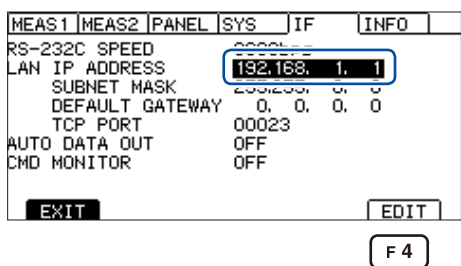 MEAS1 MEAS2 PANEL SYS IF INFO
RS-232C SPEED
LAN IP ADDRESS 192.168. 1. 1
SUBNET MASK
DEFAULT GATEWAY 0. 0. 0. 0
TCP PORT 00023
AUTO DATA OUT OFF
CMD MONITOR OFF
EXIT EDIT
F 4